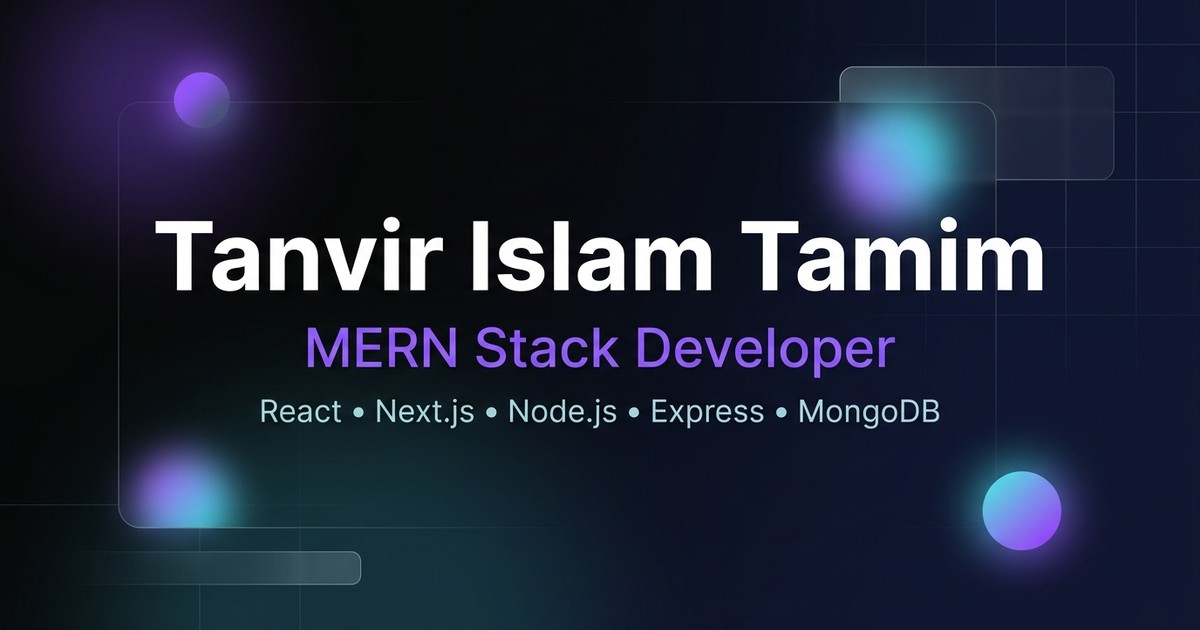 Tanvir Islam Tamim
MERN Stack Developer
React • Next.js • Node.js • Express • MongoDB